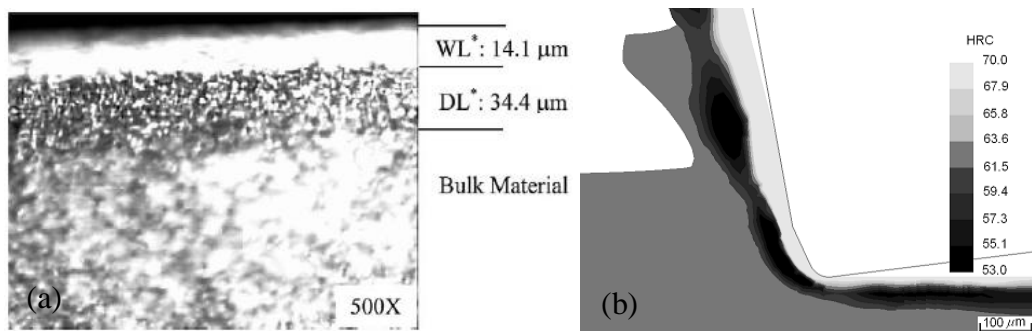 WL*: 14.1 μm
DL*: 34.4 μm
Bulk Material
(a)
500X
HRC
70.0
67.9
65.8
63.6
61.5
59.4
57.3
55.1
53.0
(b)
100 μm